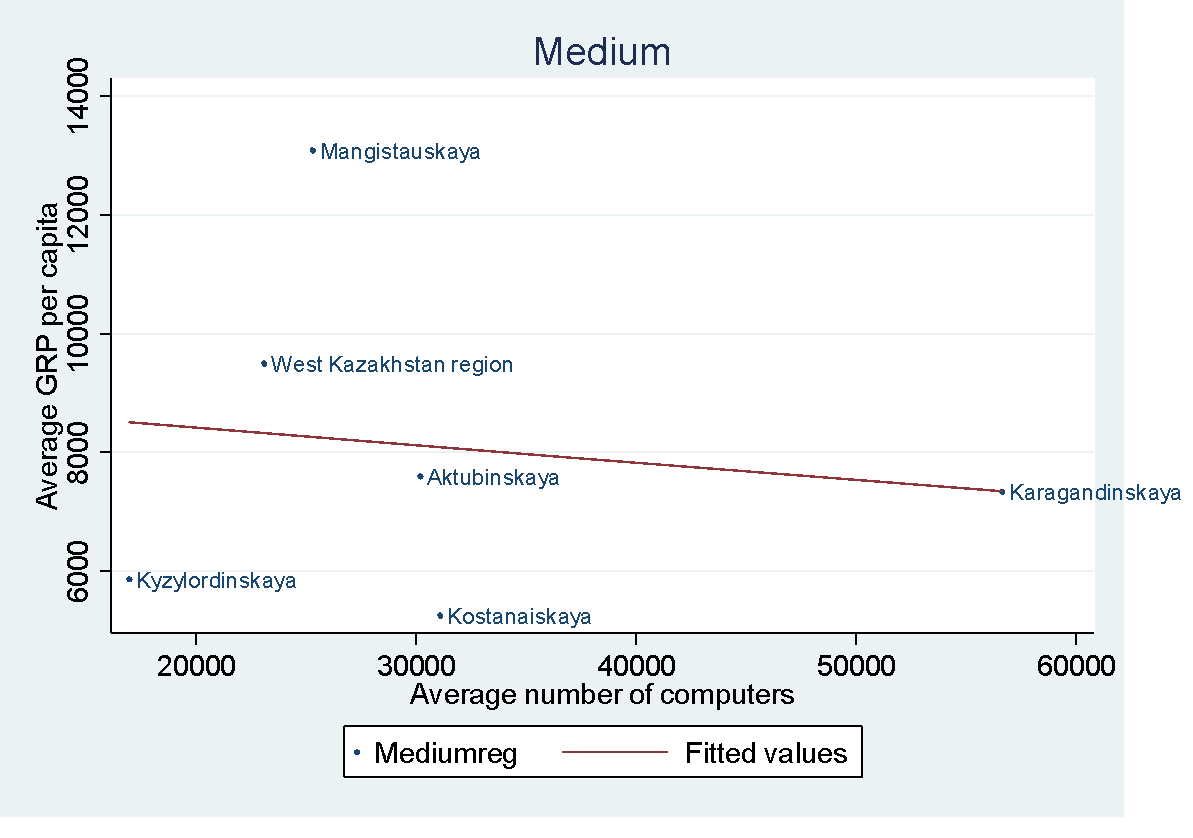 Medium
Average GRP per capita
14000
12000
10000
8000
6000
Mangistauskaya
West Kazakhstan region
Aktubinskaya
Karagandinskaya
Kyzylordinskaya
Kostanaiskaya
20000 30000 40000 50000 60000
Average number of computers
Mediumreg Fitted values